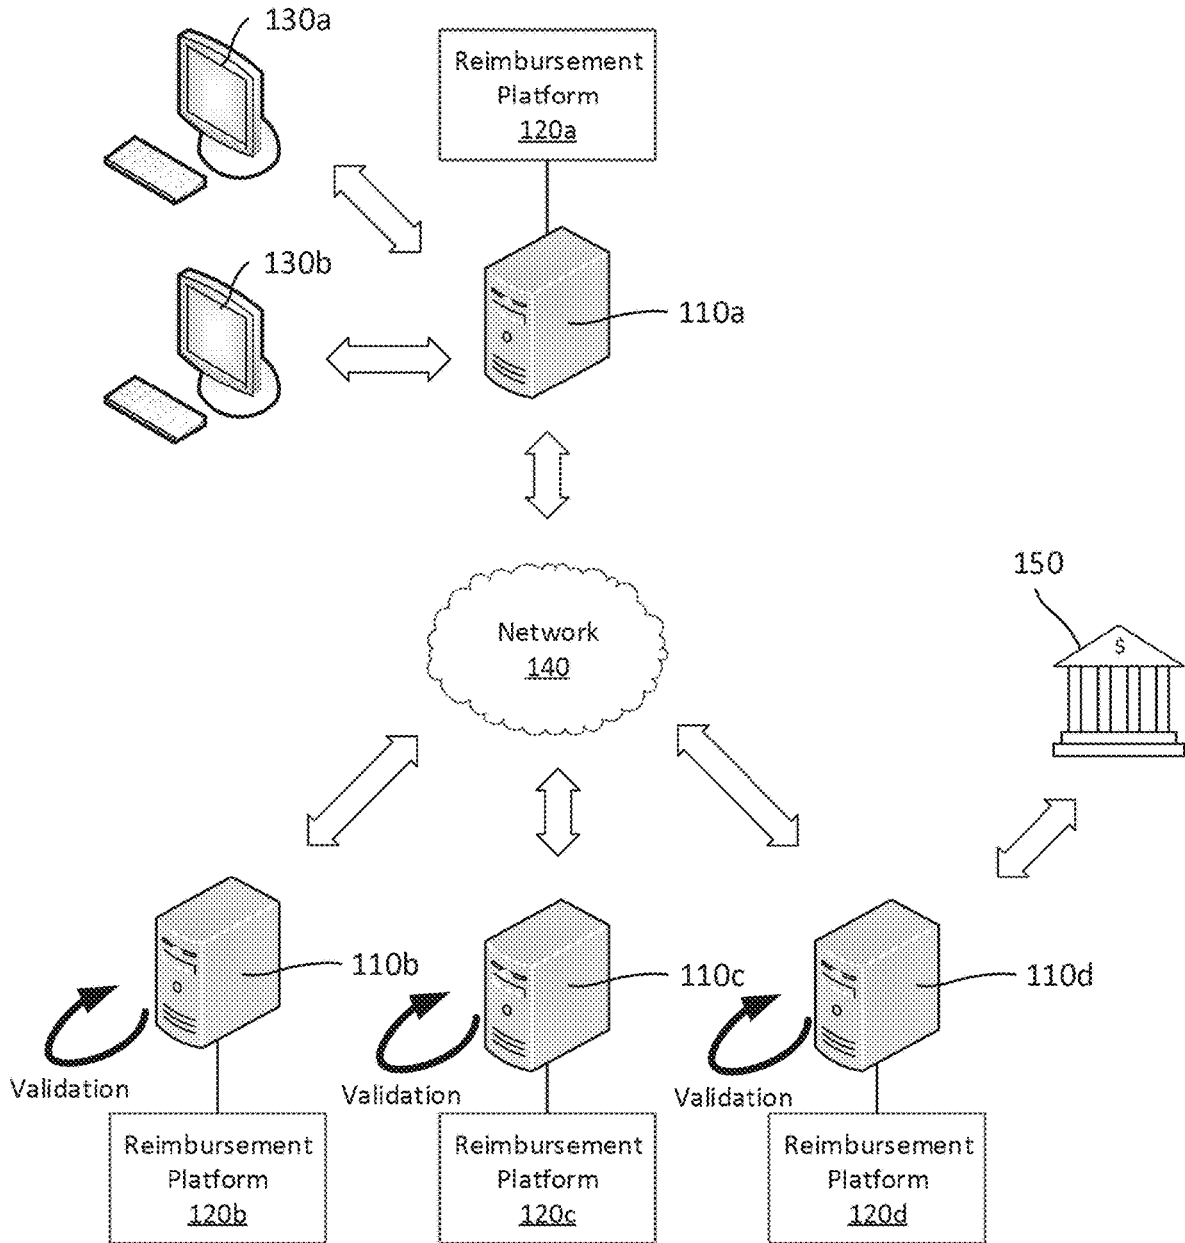 130a
Reimbursement
Platform
120a
130b
110a
150
$
Network
140
110b
110c
110d
Validation
Validation
Validation
Reimbursement
Platform
120b
Reimbursement
Platform
120c
Reimbursement
Platform
120d